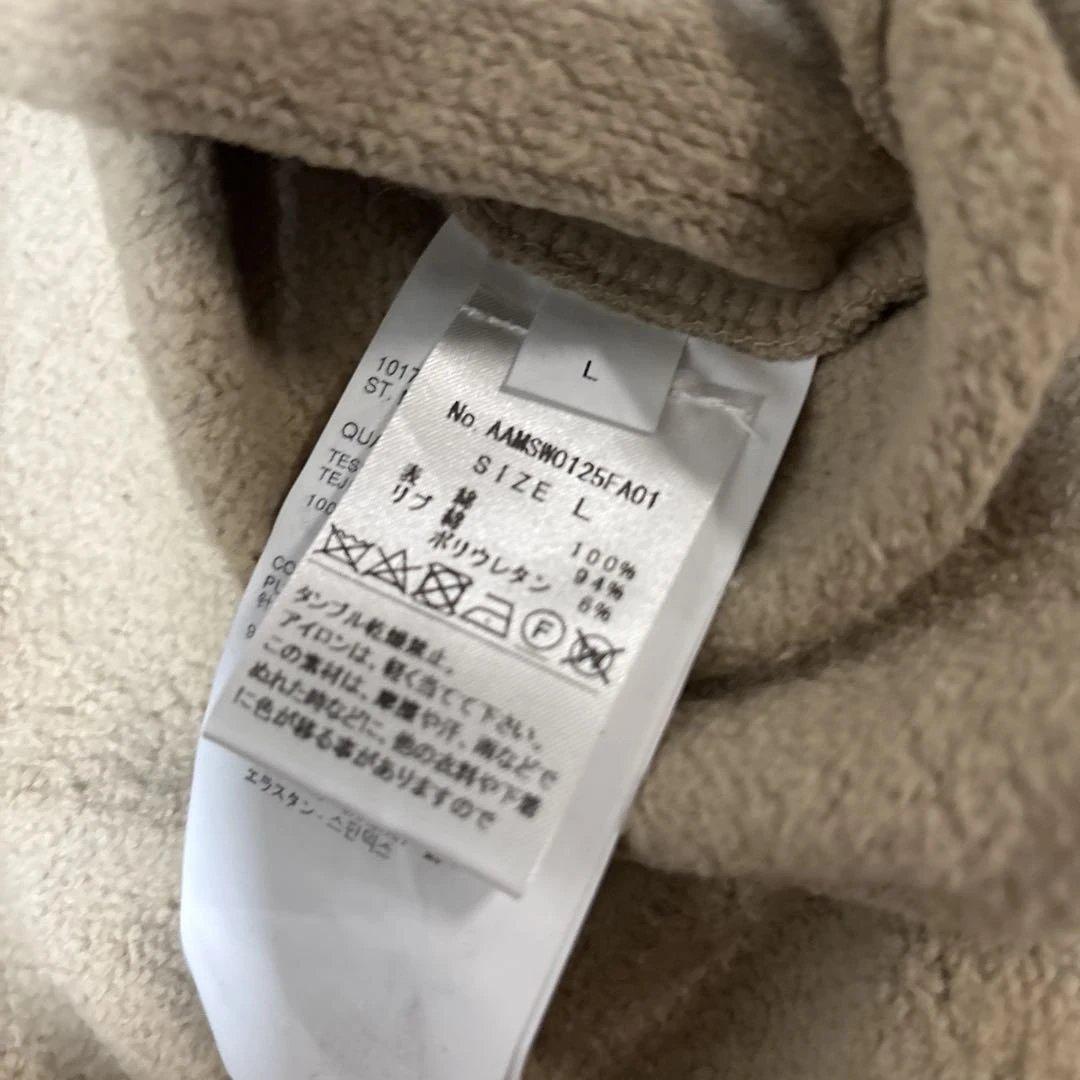 L
No. AAMSW0125FA01
SIZE L
表 綿 100%
リブ 綿 94%
ポリウレタン 6%
F
W
タンブル乾燥禁止。
アイロンは、軽く当てて下さい。
この素材は、摩擦や汗、雨などで
ぬれた時などに、他の衣料や下着
に色が移る事がありますので
1017
ST.
QUA
TES
TEJ
100
CO
PU
9
エラスタン - 스판덱스